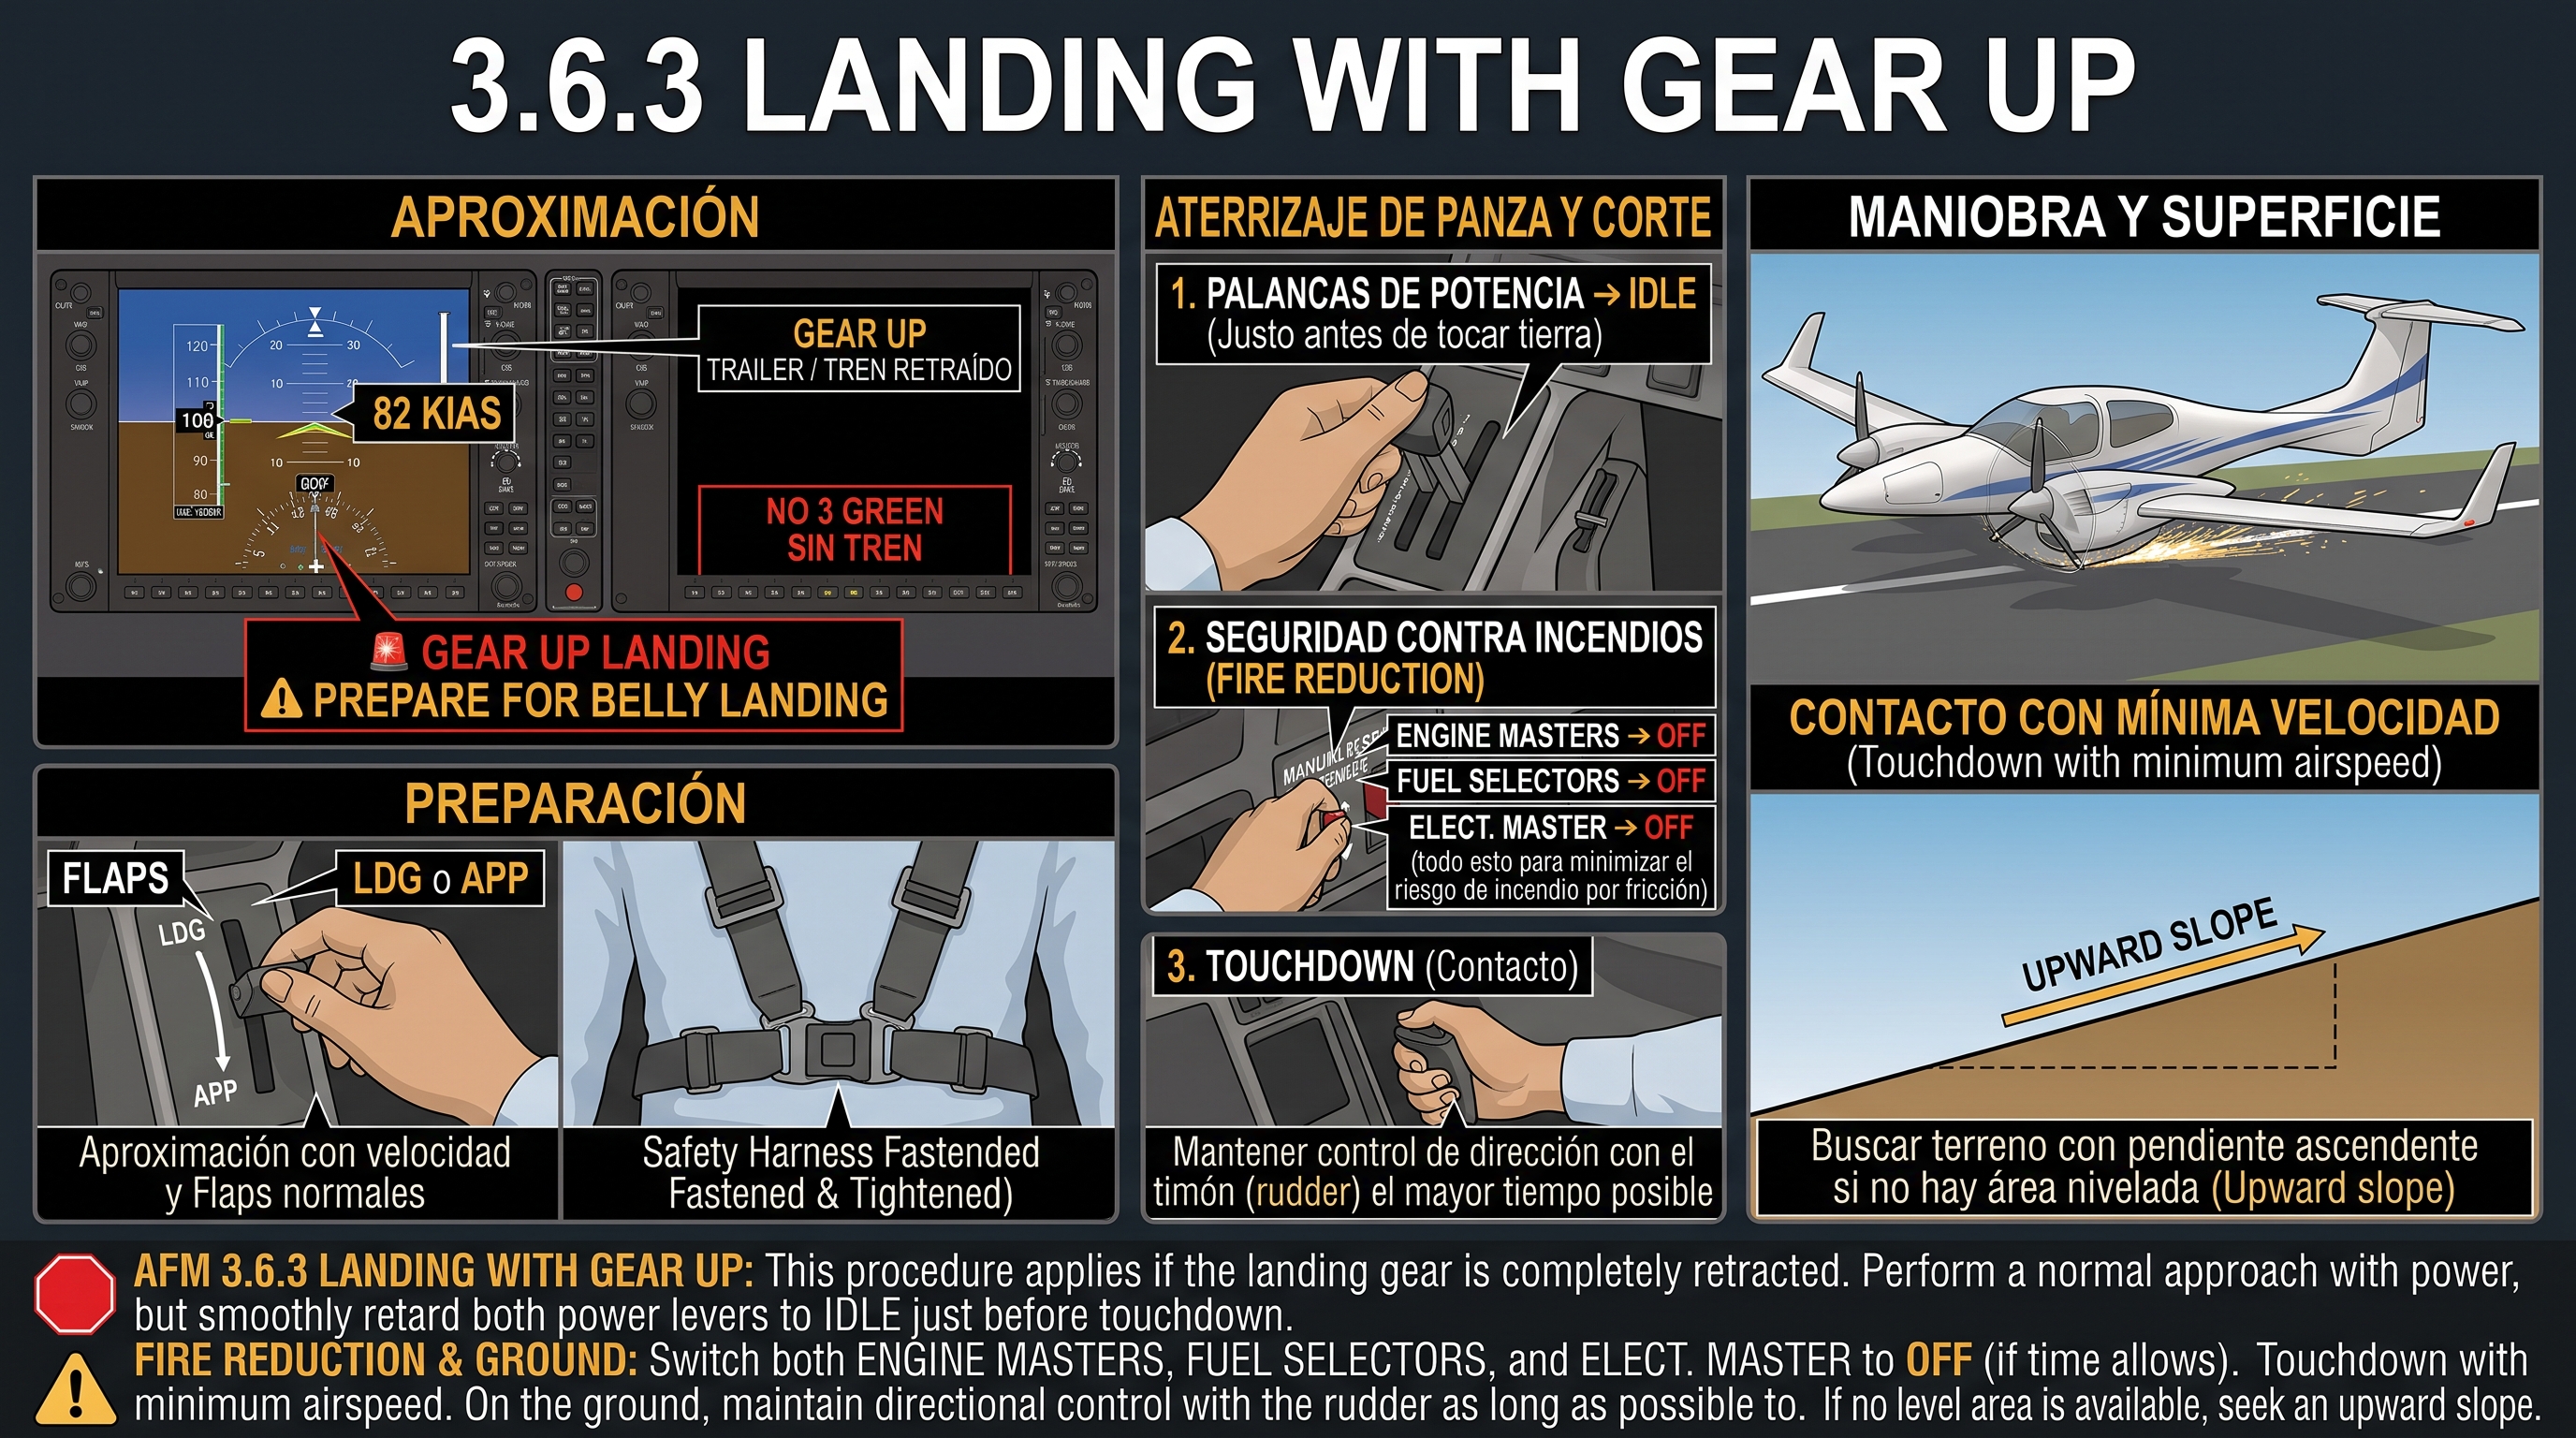 3.6.3 LANDING WITH GEAR UP
APROXIMACIÓN
120
110
100
90
80
20
30
10
20
10
10
82 KIAS
GEAR UP
TRAILER / TREN RETRAÍDO
NO 3 GREEN
SIN TREN
🚨 GEAR UP LANDING
⚠ PREPARE FOR BELLY LANDING
PREPARACIÓN
FLAPS
LDG o APP
LDG
APP
Aproximación con velocidad
y Flaps normales
Safety Harness Fastended
Fastened & Tightened)
ATERRIZAJE DE PANZA Y CORTE
1. PALANCAS DE POTENCIA → IDLE
(Justo antes de tocar tierra)
2. SEGURIDAD CONTRA INCENDIOS
(FIRE REDUCTION)
ENGINE MASTERS → OFF
FUEL SELECTORS → OFF
ELECT. MASTER → OFF
(todo esto para minimizar el
riesgo de incendio por fricción)
3. TOUCHDOWN (Contacto)
Mantener control de dirección con el
timón (rudder) el mayor tiempo posible
MANIOBRA Y SUPERFICIE
CONTACTO CON MÍNIMA VELOCIDAD
(Touchdown with minimum airspeed)
UPWARD SLOPE
Buscar terreno con pendiente ascendente
si no hay área nivelada (Upward slope)
AFM 3.6.3 LANDING WITH GEAR UP: This procedure applies if the landing gear is completely retracted. Perform a normal approach with power,
but smoothly retard both power levers to IDLE just before touchdown.
FIRE REDUCTION & GROUND: Switch both ENGINE MASTERS, FUEL SELECTORS, and ELECT. MASTER to OFF (if time allows). Touchdown with
minimum airspeed. On the ground, maintain directional control with the rudder as long as possible to. If no level area is available, seek an upward slope.